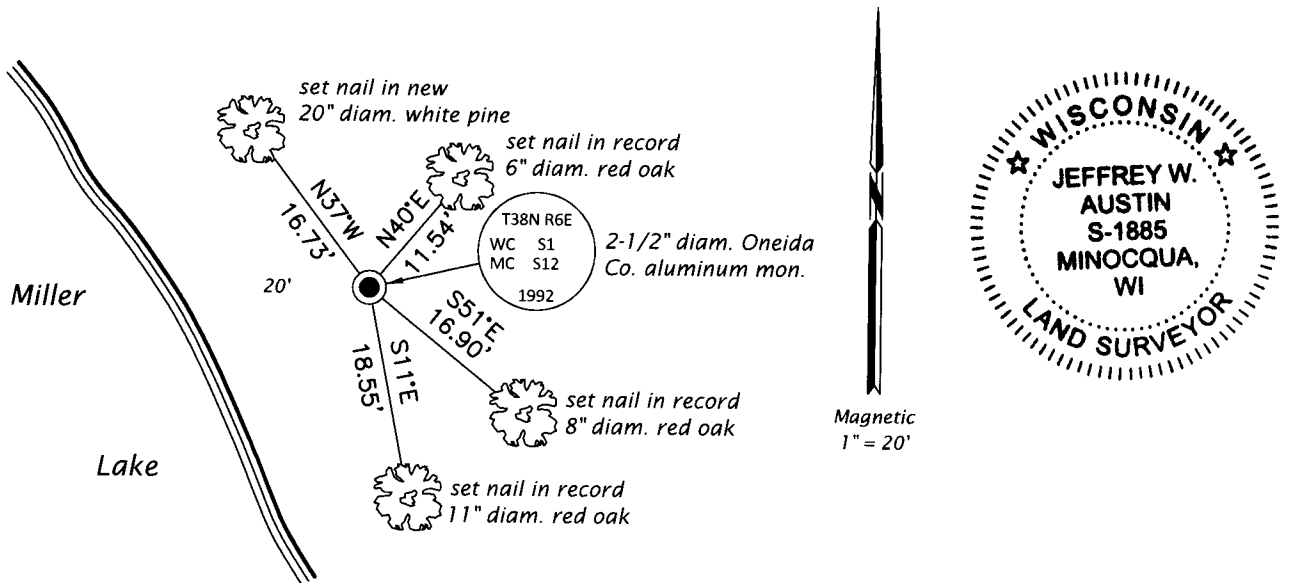 set nail in new
20" diam. white pine
set nail in record
6" diam. red oak
N37°W
16.73'
N40°E
11.54'
T38N R6E
WC S1
MC S12
1992
2-1/2" diam. Oneida
Co. aluminum mon.
20'
Miller
Lake
S51°E
16.90'
S11°E
18.55'
set nail in record
8" diam. red oak
set nail in record
11" diam. red oak
N
Magnetic
1" = 20'
WISCONSIN
JEFFREY W.
AUSTIN
S-1885
MINOCQUA,
WI
LAND SURVEYOR